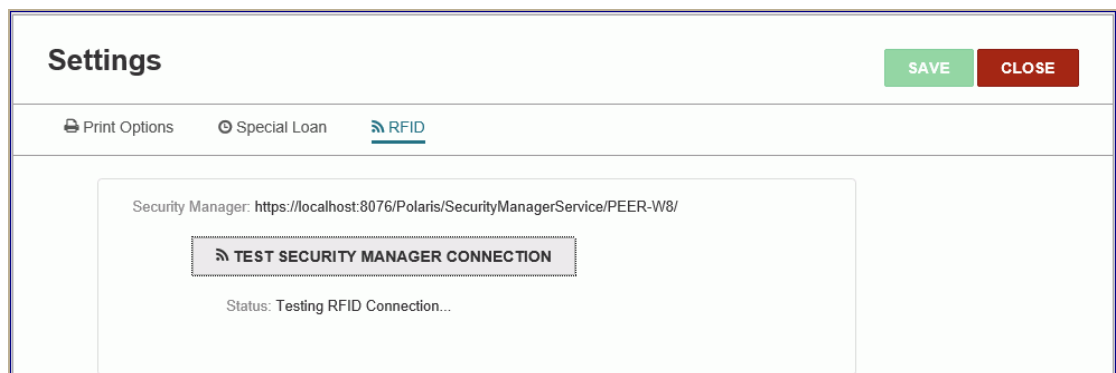 Settings
SAVE CLOSE
Print Options Special Loan RFID
Security Manager: https://localhost:8076/Polaris/SecurityManagerService/PEER-W8/
TEST SECURITY MANAGER CONNECTION
Status: Testing RFID Connection...